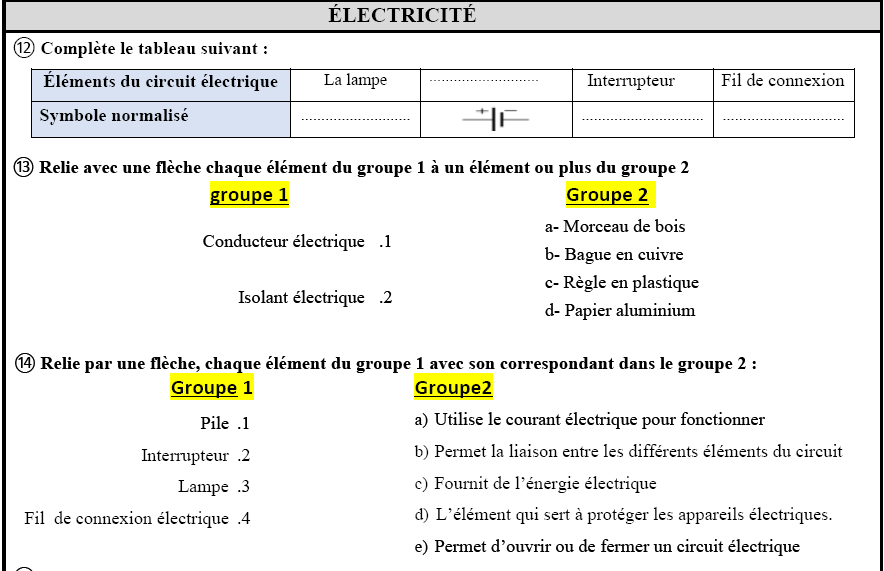 ÉLECTRICITÉ
⑫ Complète le tableau suivant :
Éléments du circuit électrique La lampe ........................... Interrupteur Fil de connexion
Symbole normalisé ........................... + − .............................. ..............................
⑬ Relie avec une flèche chaque élément du groupe 1 à un élément ou plus du groupe 2
groupe 1 Groupe 2
a- Morceau de bois
Conducteur électrique .1
b- Bague en cuivre
c- Règle en plastique
Isolant électrique .2
d- Papier aluminium
⑭ Relie par une flèche, chaque élément du groupe 1 avec son correspondant dans le groupe 2 :
Groupe 1 Groupe2
Pile .1 a) Utilise le courant électrique pour fonctionner
Interrupteur .2 b) Permet la liaison entre les différents éléments du circuit
Lampe .3 c) Fournit de l’énergie électrique
Fil de connexion électrique .4 d) L’élément qui sert à protéger les appareils électriques.
e) Permet d’ouvrir ou de fermer un circuit électrique